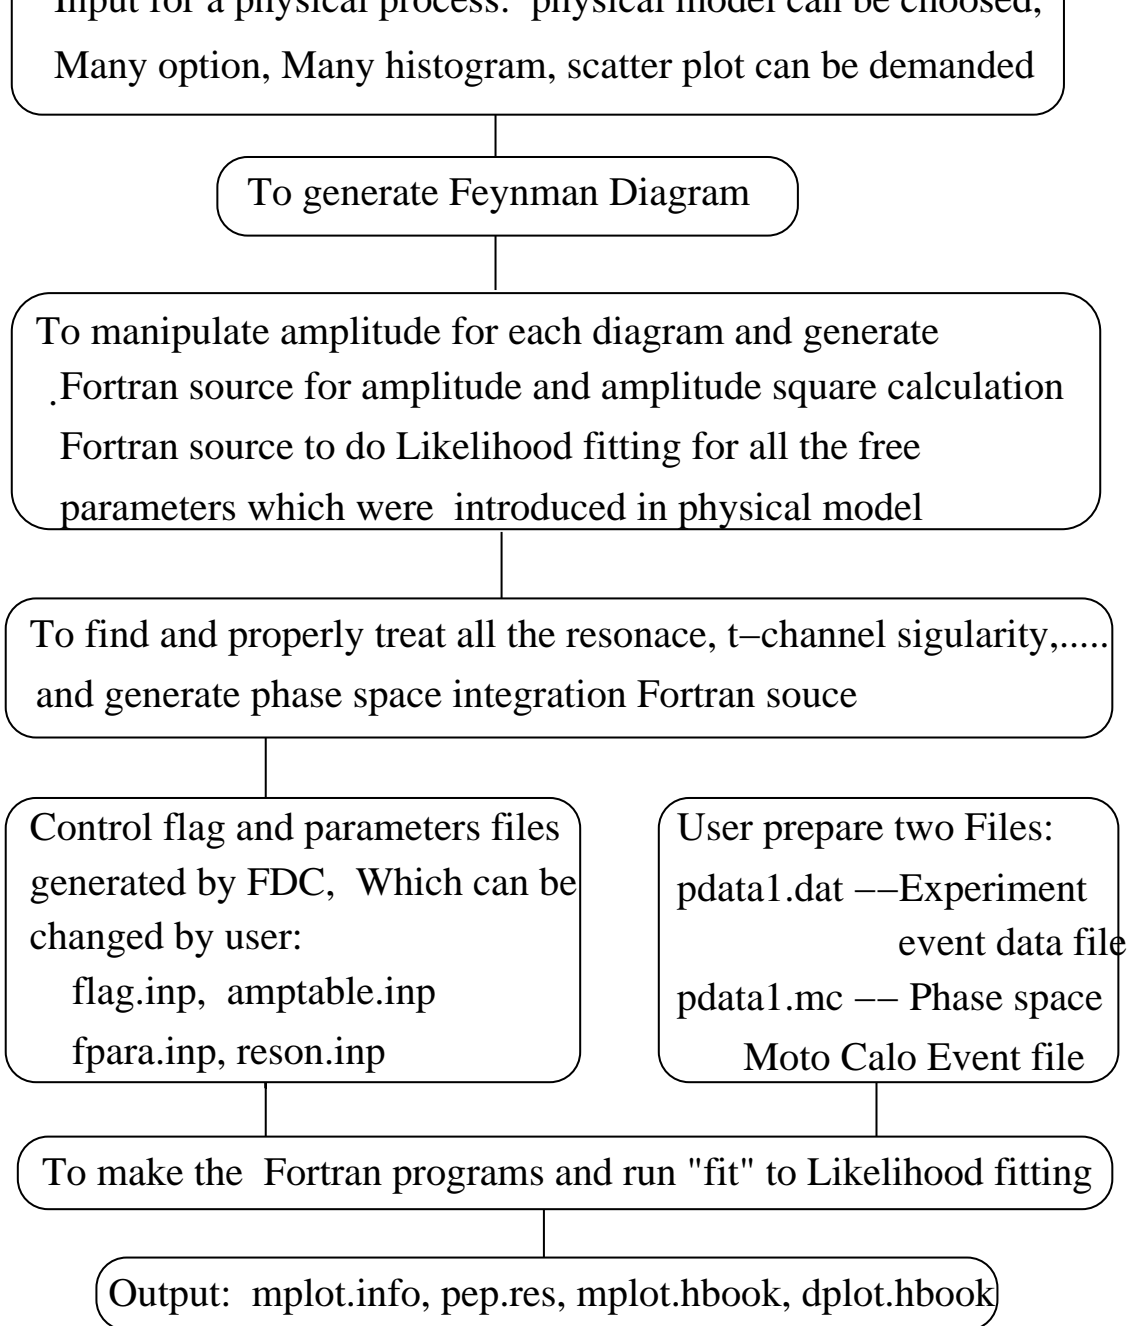 Input for a physical process: physical model can be choosed,
Many option, Many histogram, scatter plot can be demanded
To generate Feynman Diagram
To manipulate amplitude for each diagram and generate
.Fortran source for amplitude and amplitude square calculation
Fortran source to do Likelihood fitting for all the free
parameters which were introduced in physical model
To find and properly treat all the resonace, t−channel sigularity,.....
and generate phase space integration Fortran souce
Control flag and parameters files
generated by FDC, Which can be
changed by user:
flag.inp, amptable.inp
fpara.inp, reson.inp
User prepare two Files:
pdata1.dat −−Experiment
event data file
pdata1.mc −− Phase space
Moto Calo Event file
To make the Fortran programs and run "fit" to Likelihood fitting
Output: mplot.info, pep.res, mplot.hbook, dplot.hbook